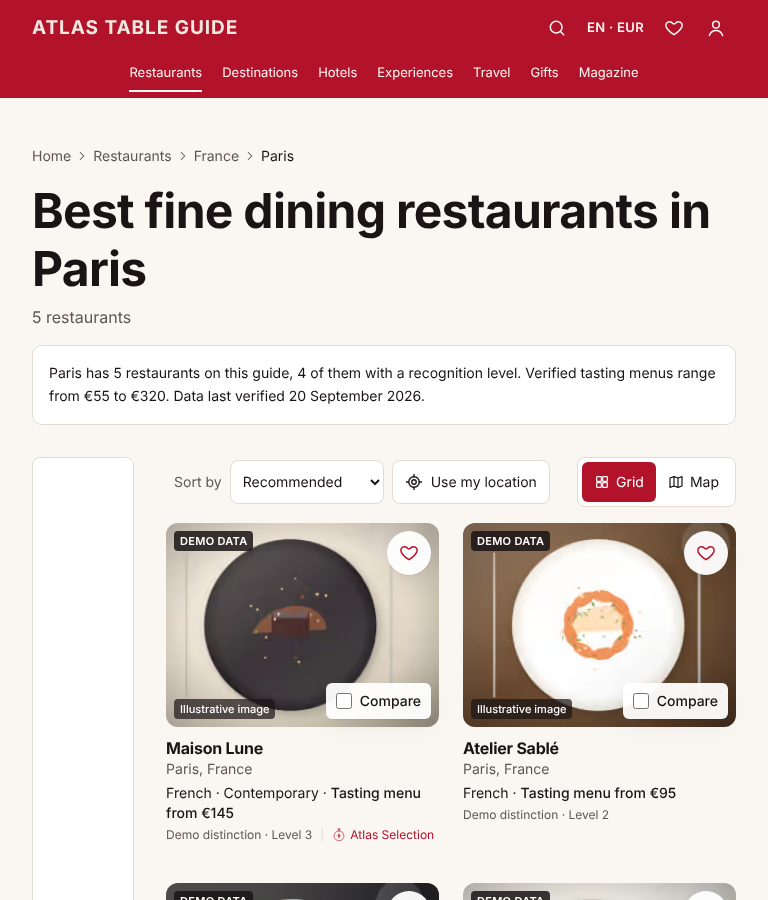 ATLAS TABLE GUIDE
EN · EUR
Restaurants Destinations Hotels Experiences Travel Gifts Magazine
Home > Restaurants > France > Paris
Best fine dining restaurants in
Paris
5 restaurants
Paris has 5 restaurants on this guide, 4 of them with a recognition level. Verified tasting menus range
from €55 to €320. Data last verified 20 September 2026.
Sort by Recommended Use my location Grid Map
DEMO DATA
Illustrative image
Compare
Maison Lune
Paris, France
French · Contemporary · Tasting menu
from €145
Demo distinction · Level 3 Atlas Selection
DEMO DATA
Illustrative image
Compare
Atelier Sablé
Paris, France
French · Tasting menu from €95
Demo distinction · Level 2
DEMO DATA
DEMO DATA